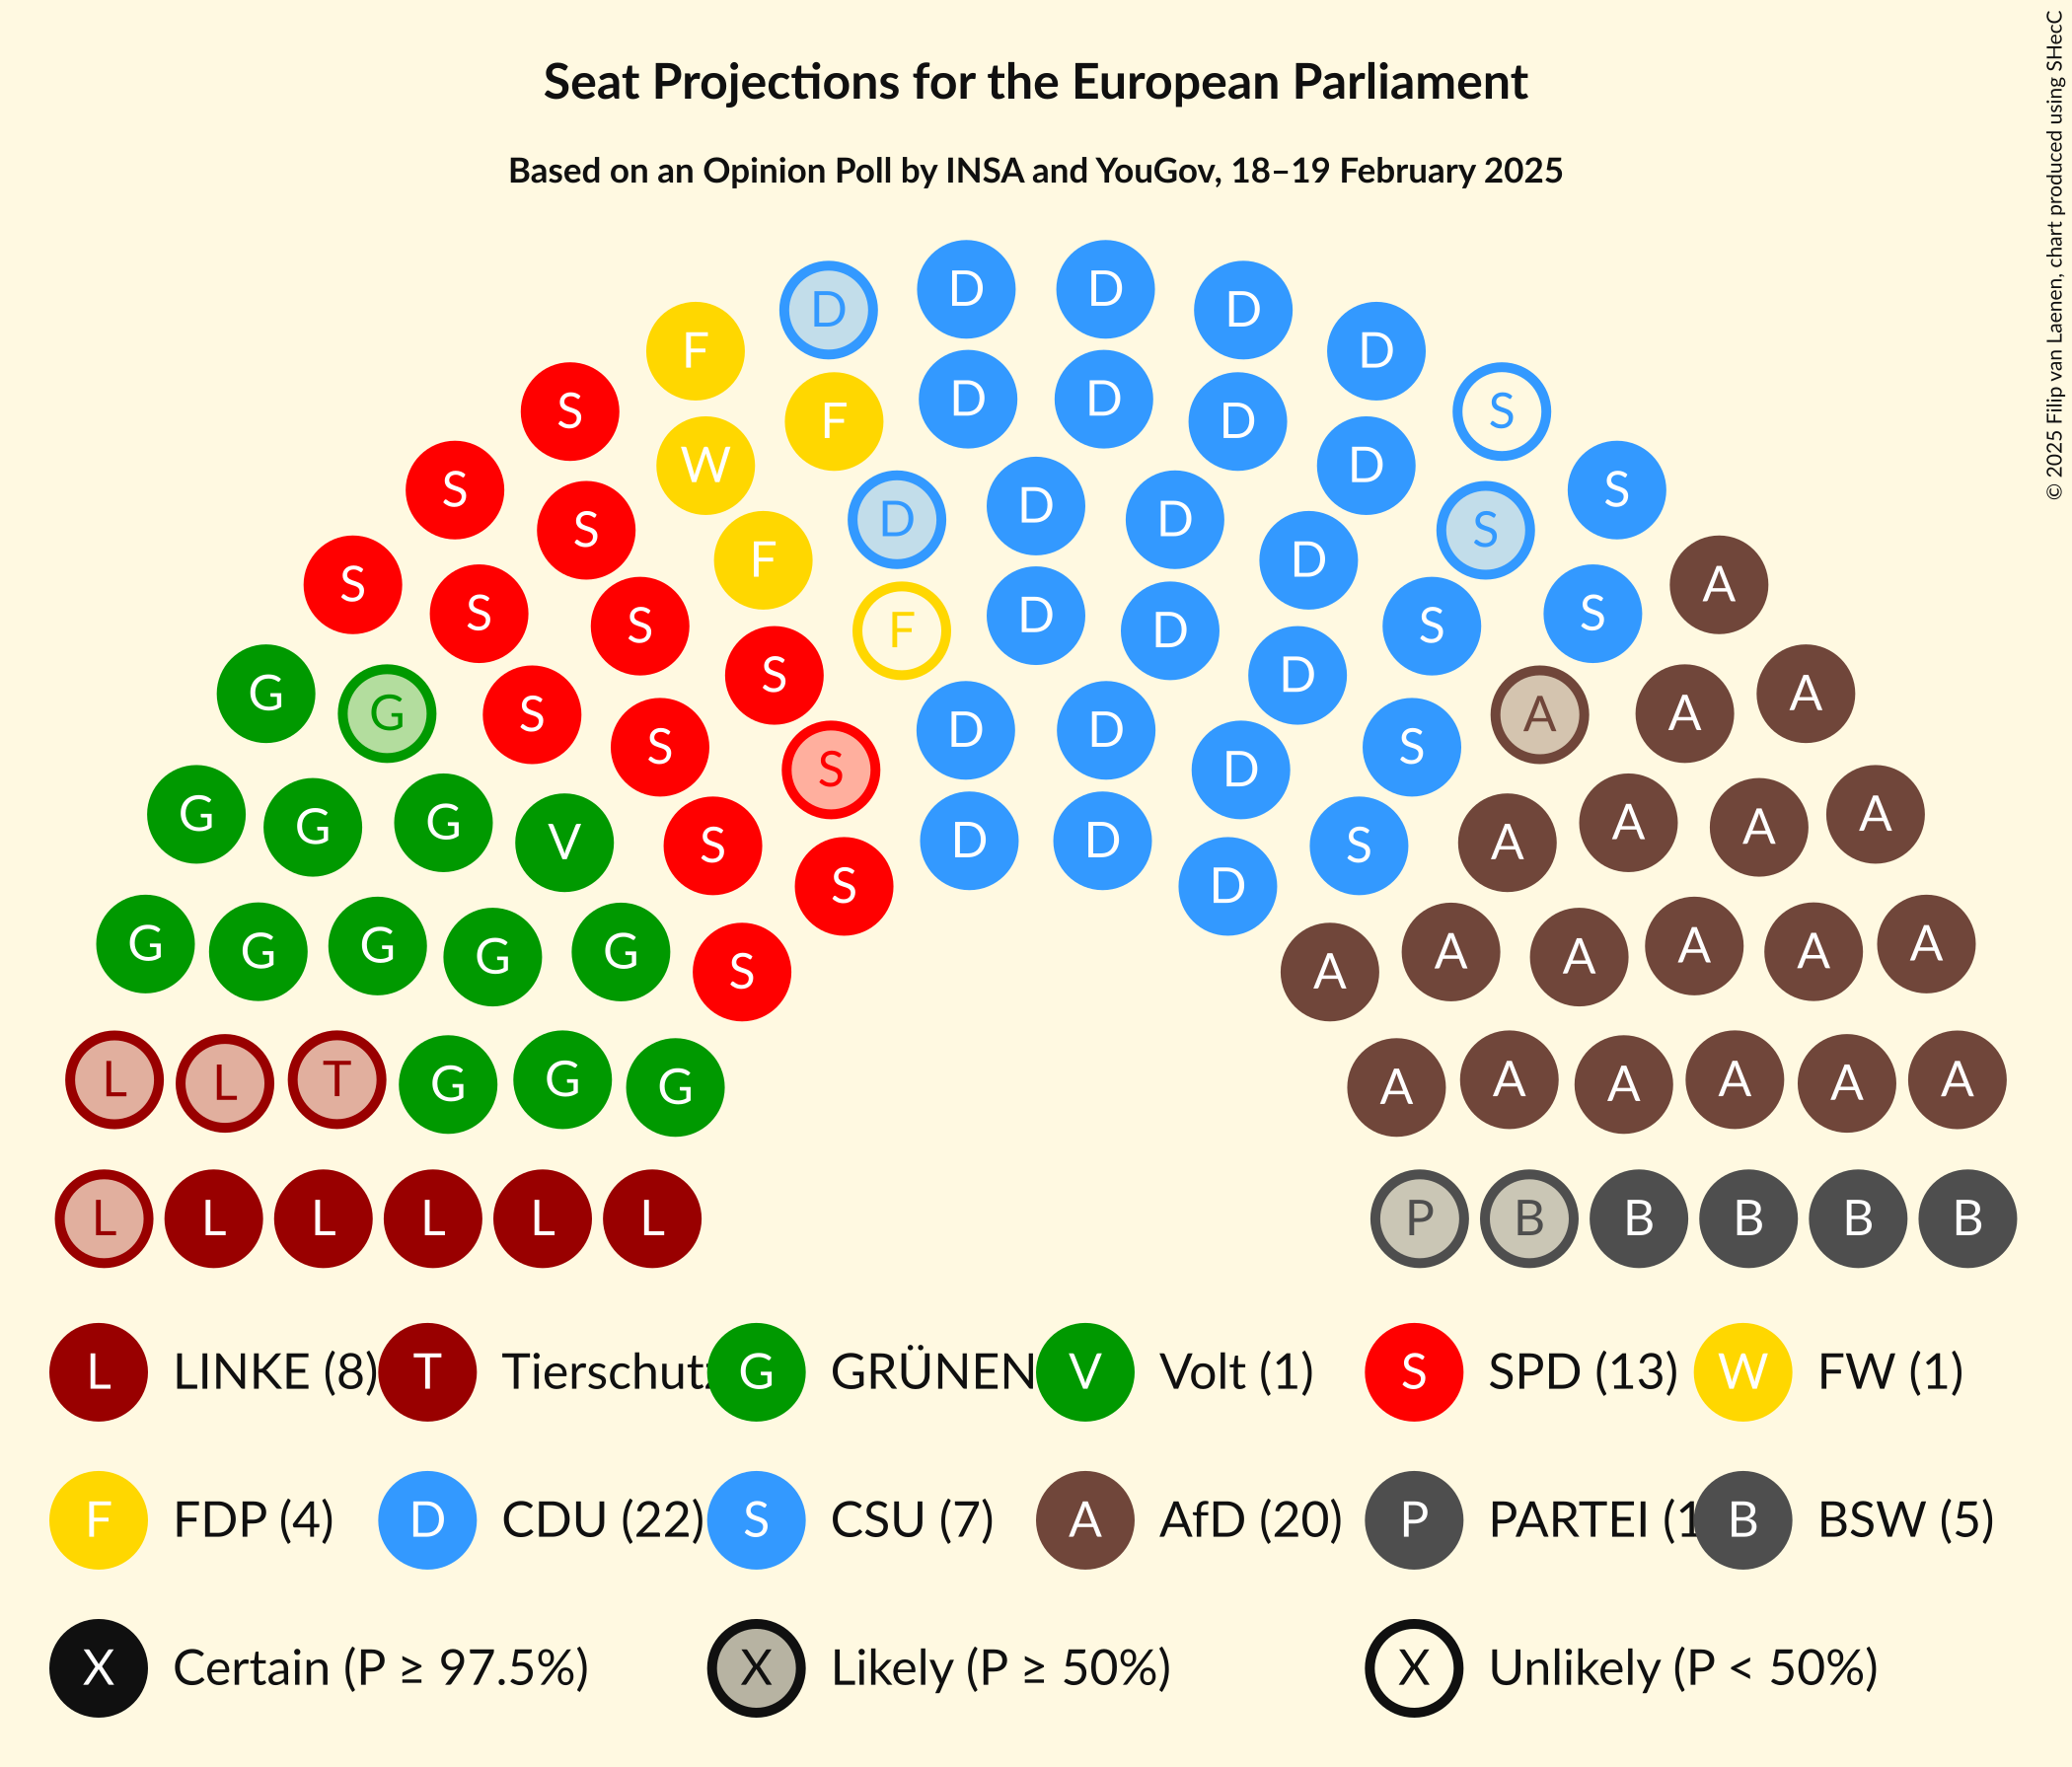 Seat Projections for the European Parliament
Based on an Opinion Poll by INSA and YouGov, 18–19 February 2025
© 2025 Filip van Laenen, chart produced using SHecC
D D D D D S
F D D D D S S
S W F D D D D S S A
S S F D D D D S A A A
S S S F D D D S A A A A
S S S D D D S A A A A A
G G S S S D D D S A A A A A
G G G V S S A A A A A
G G G G G S
L L T G G G A A A A A A
L L L L L L P B B B B B
L LINKE (8) T Tierschutz G GRÜNEN V Volt (1) S SPD (13) W FW (1)
F FDP (4) D CDU (22) S CSU (7) A AfD (20) P PARTEI (1 B BSW (5)
X Certain (P ≥ 97.5%) X Likely (P ≥ 50%) X Unlikely (P < 50%)